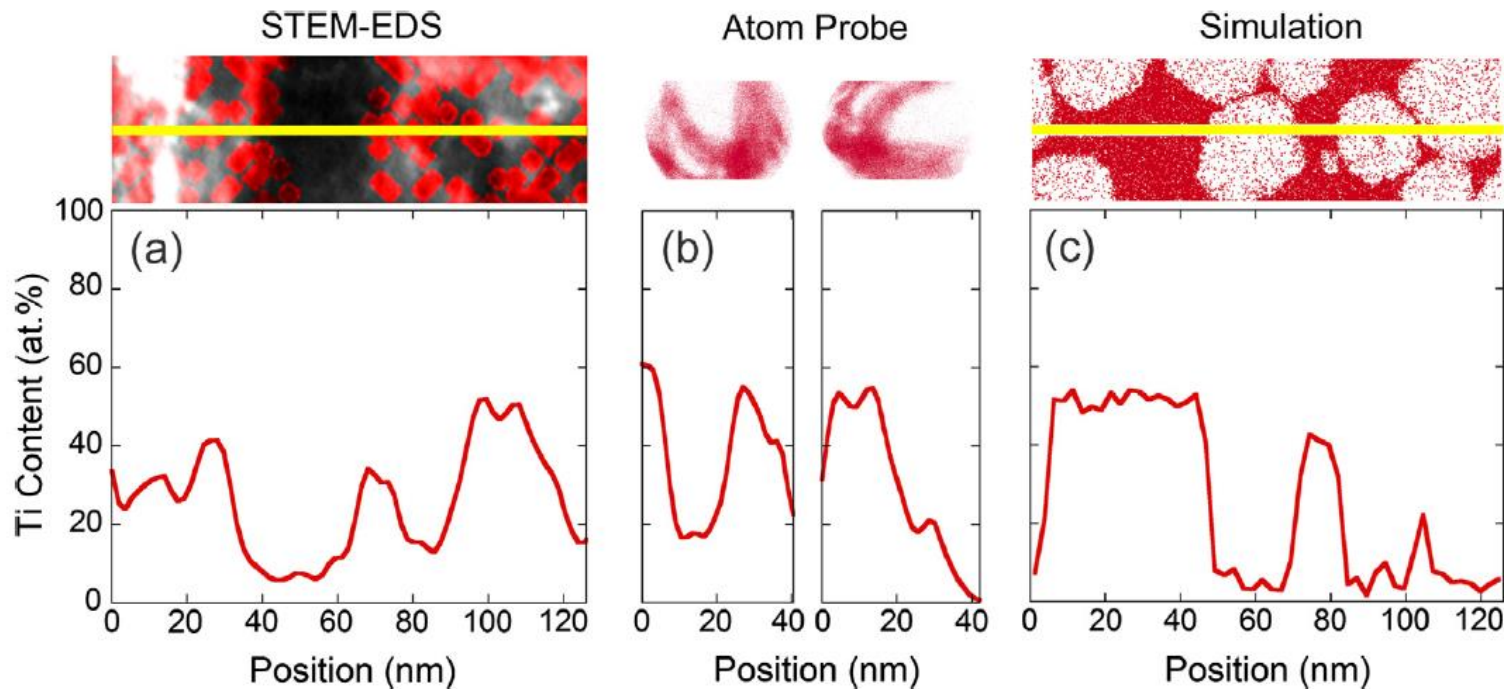 STEM-EDS
Atom Probe
Simulation
Ti Content (at.%)
100
80
60
40
20
0
(a)
(b)
(c)
0 20 40 60 80 100 120
0 20 40
0 20 40
0 20 40 60 80 100 120
Position (nm)
Position (nm)
Position (nm)